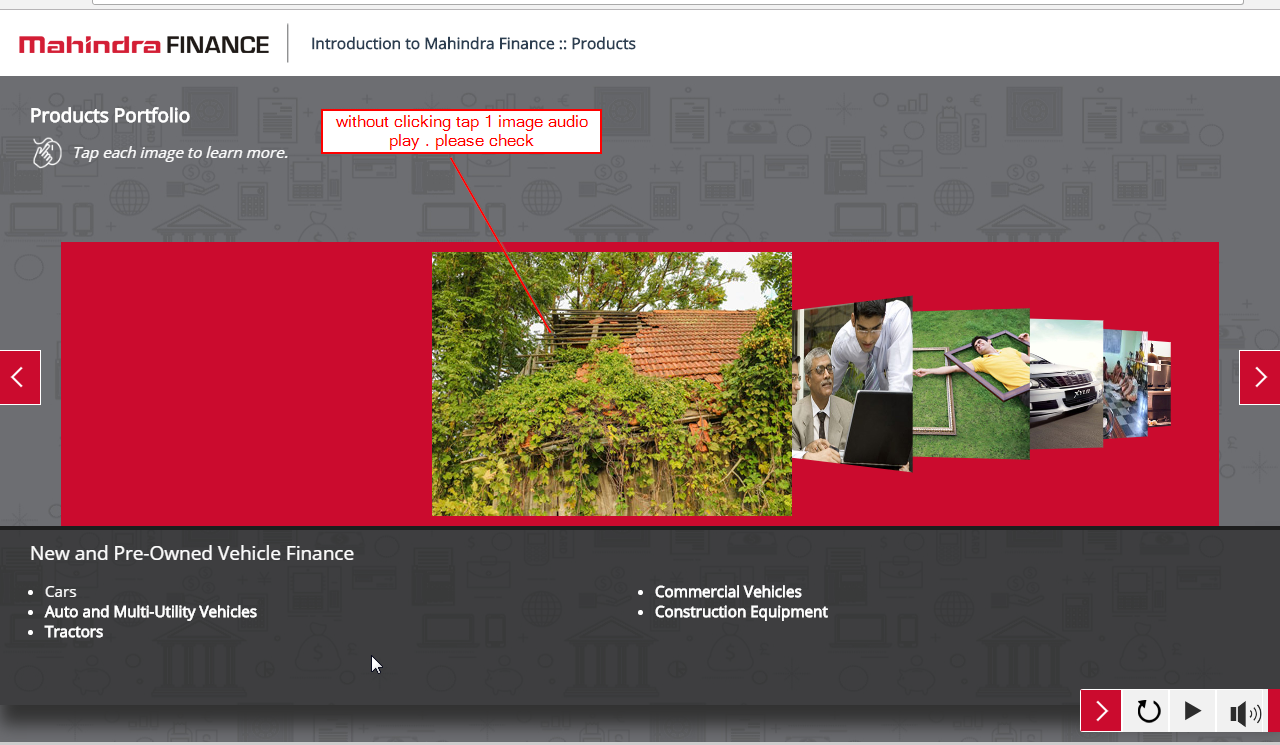 Mahindra FINANCE
Introduction to Mahindra Finance :: Products
Products Portfolio
Tap each image to learn more.
without clicking tap 1 image audio
play . please check
New and Pre-Owned Vehicle Finance
Cars
Auto and Multi-Utility Vehicles
Tractors
Commercial Vehicles
Construction Equipment